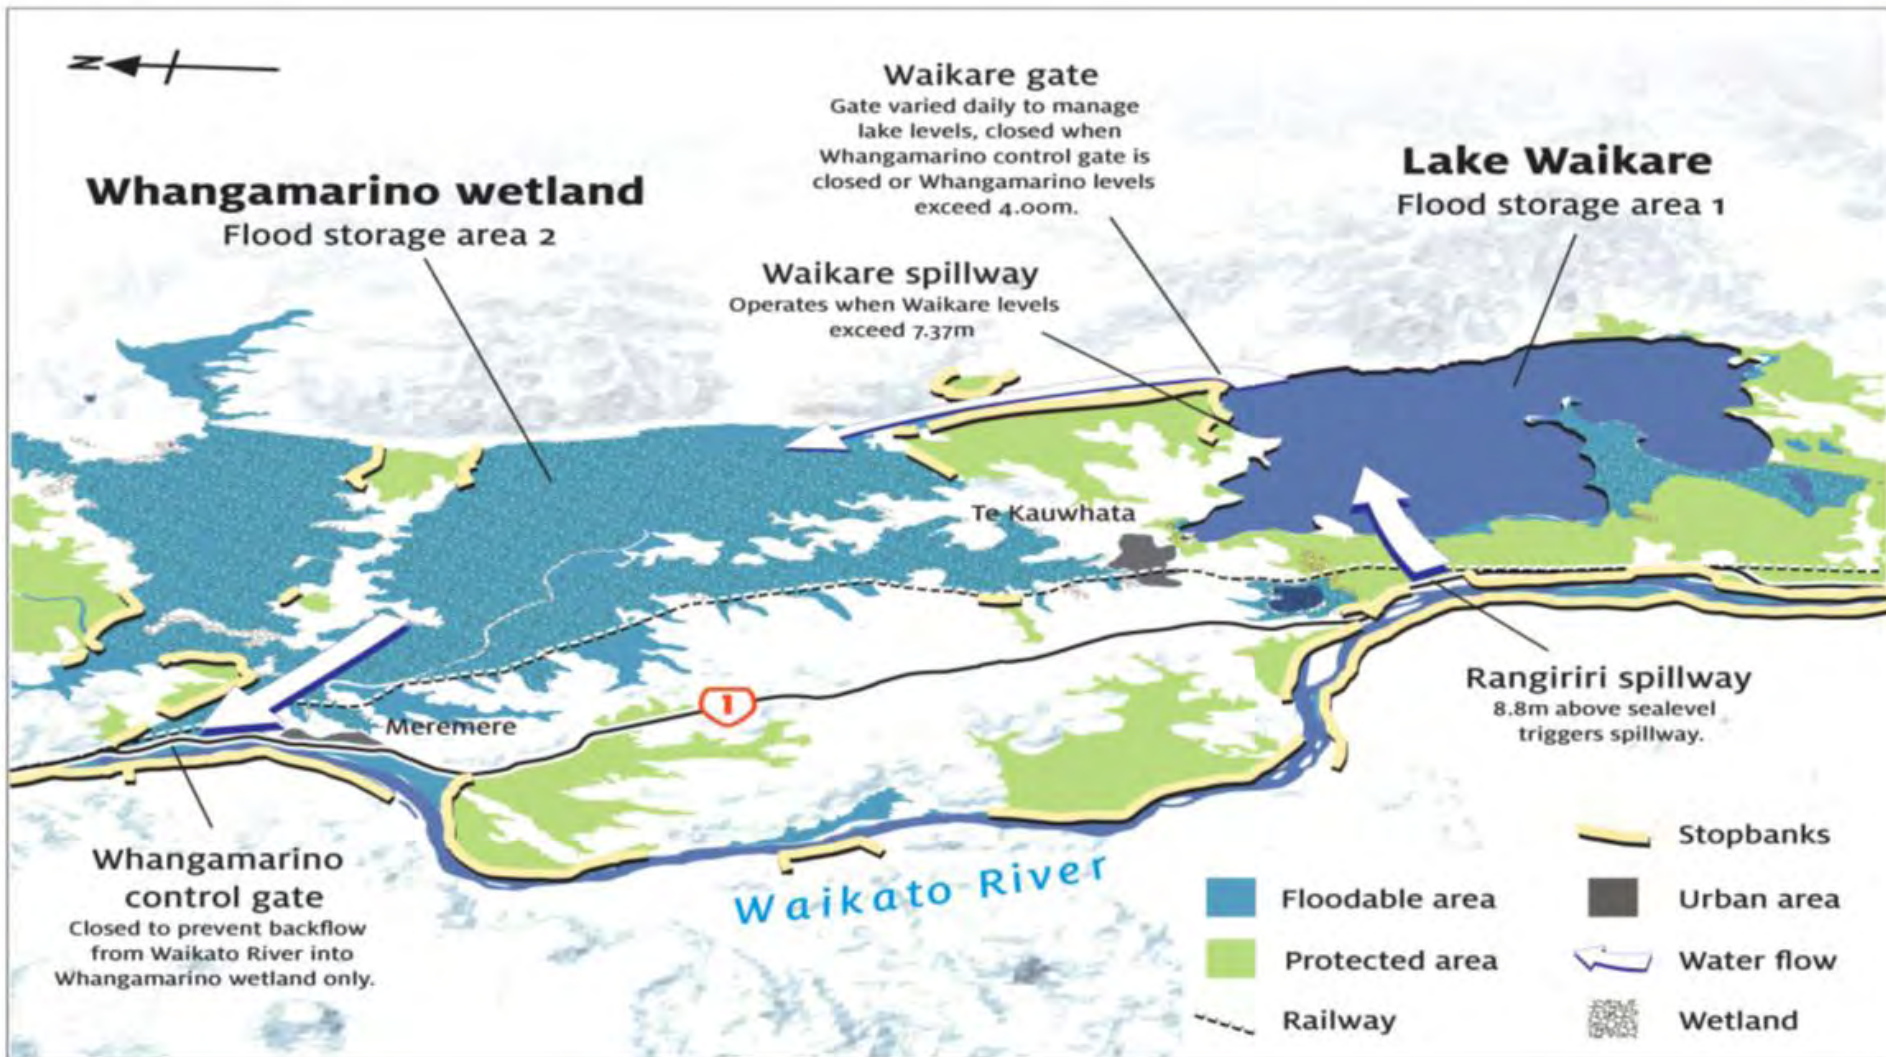 N
Waikare gate
Gate varied daily to manage
lake levels, closed when
Whangamarino control gate is
closed or Whangamarino levels
exceed 4.00m.
Lake Waikare
Flood storage area 1
Whangamarino wetland
Flood storage area 2
Waikare spillway
Operates when Waikare levels
exceed 7.37m
Te Kauwhata
1
Meremere
Rangiriri spillway
8.8m above sealevel
triggers spillway.
Whangamarino
control gate
Closed to prevent backflow
from Waikato River into
Whangamarino wetland only.
Waikato River
Stopbanks
Floodable area
Urban area
Protected area
Water flow
Railway
Wetland